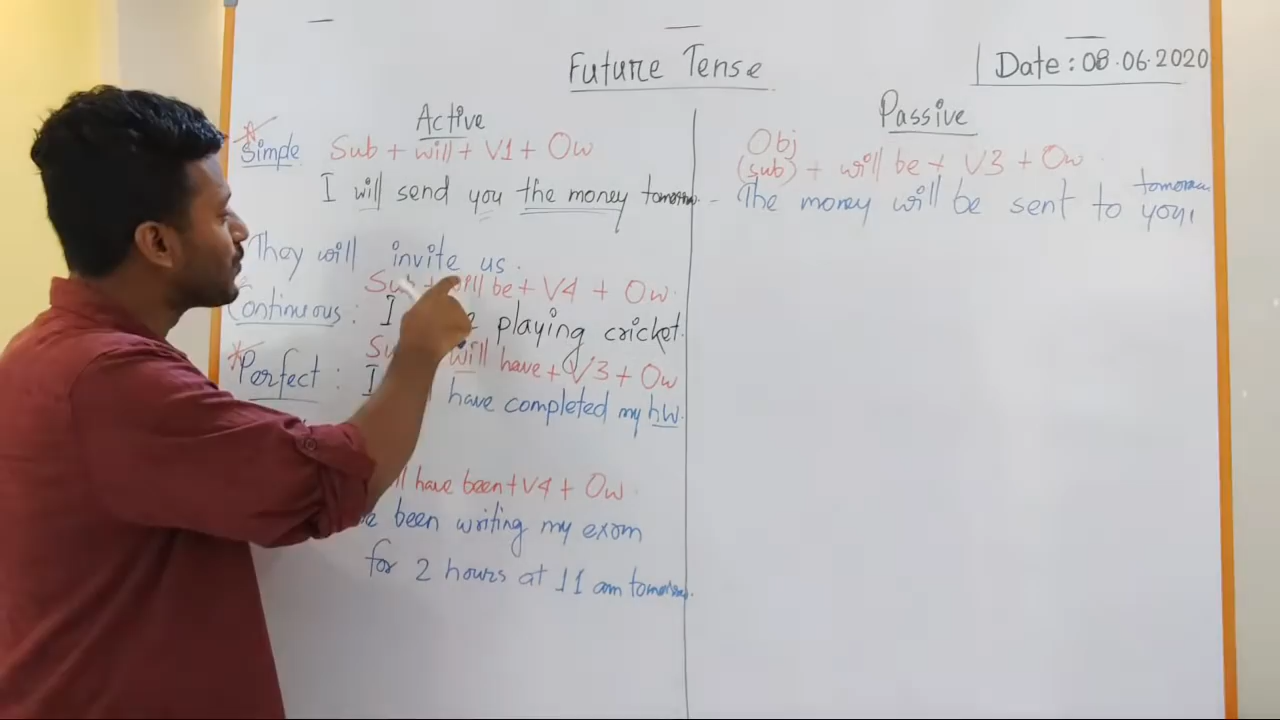 Future Tense
Date: 08.06.2020
Active
Simple Sub + will + V1 + Ow
I will send you the money tomorrow
They will invite us.
will be + V4 + Ow.
Continuous: I playing cricket.
will have + V3 + Ow
Perfect: I have completed my hw.
have been + V4 + Ow.
been writing my exam
for 2 hours at 11 am tomorrow.
Passive
Obj
(sub) + will be + V3 + Ow.
tomorrow
- The money will be sent to you.